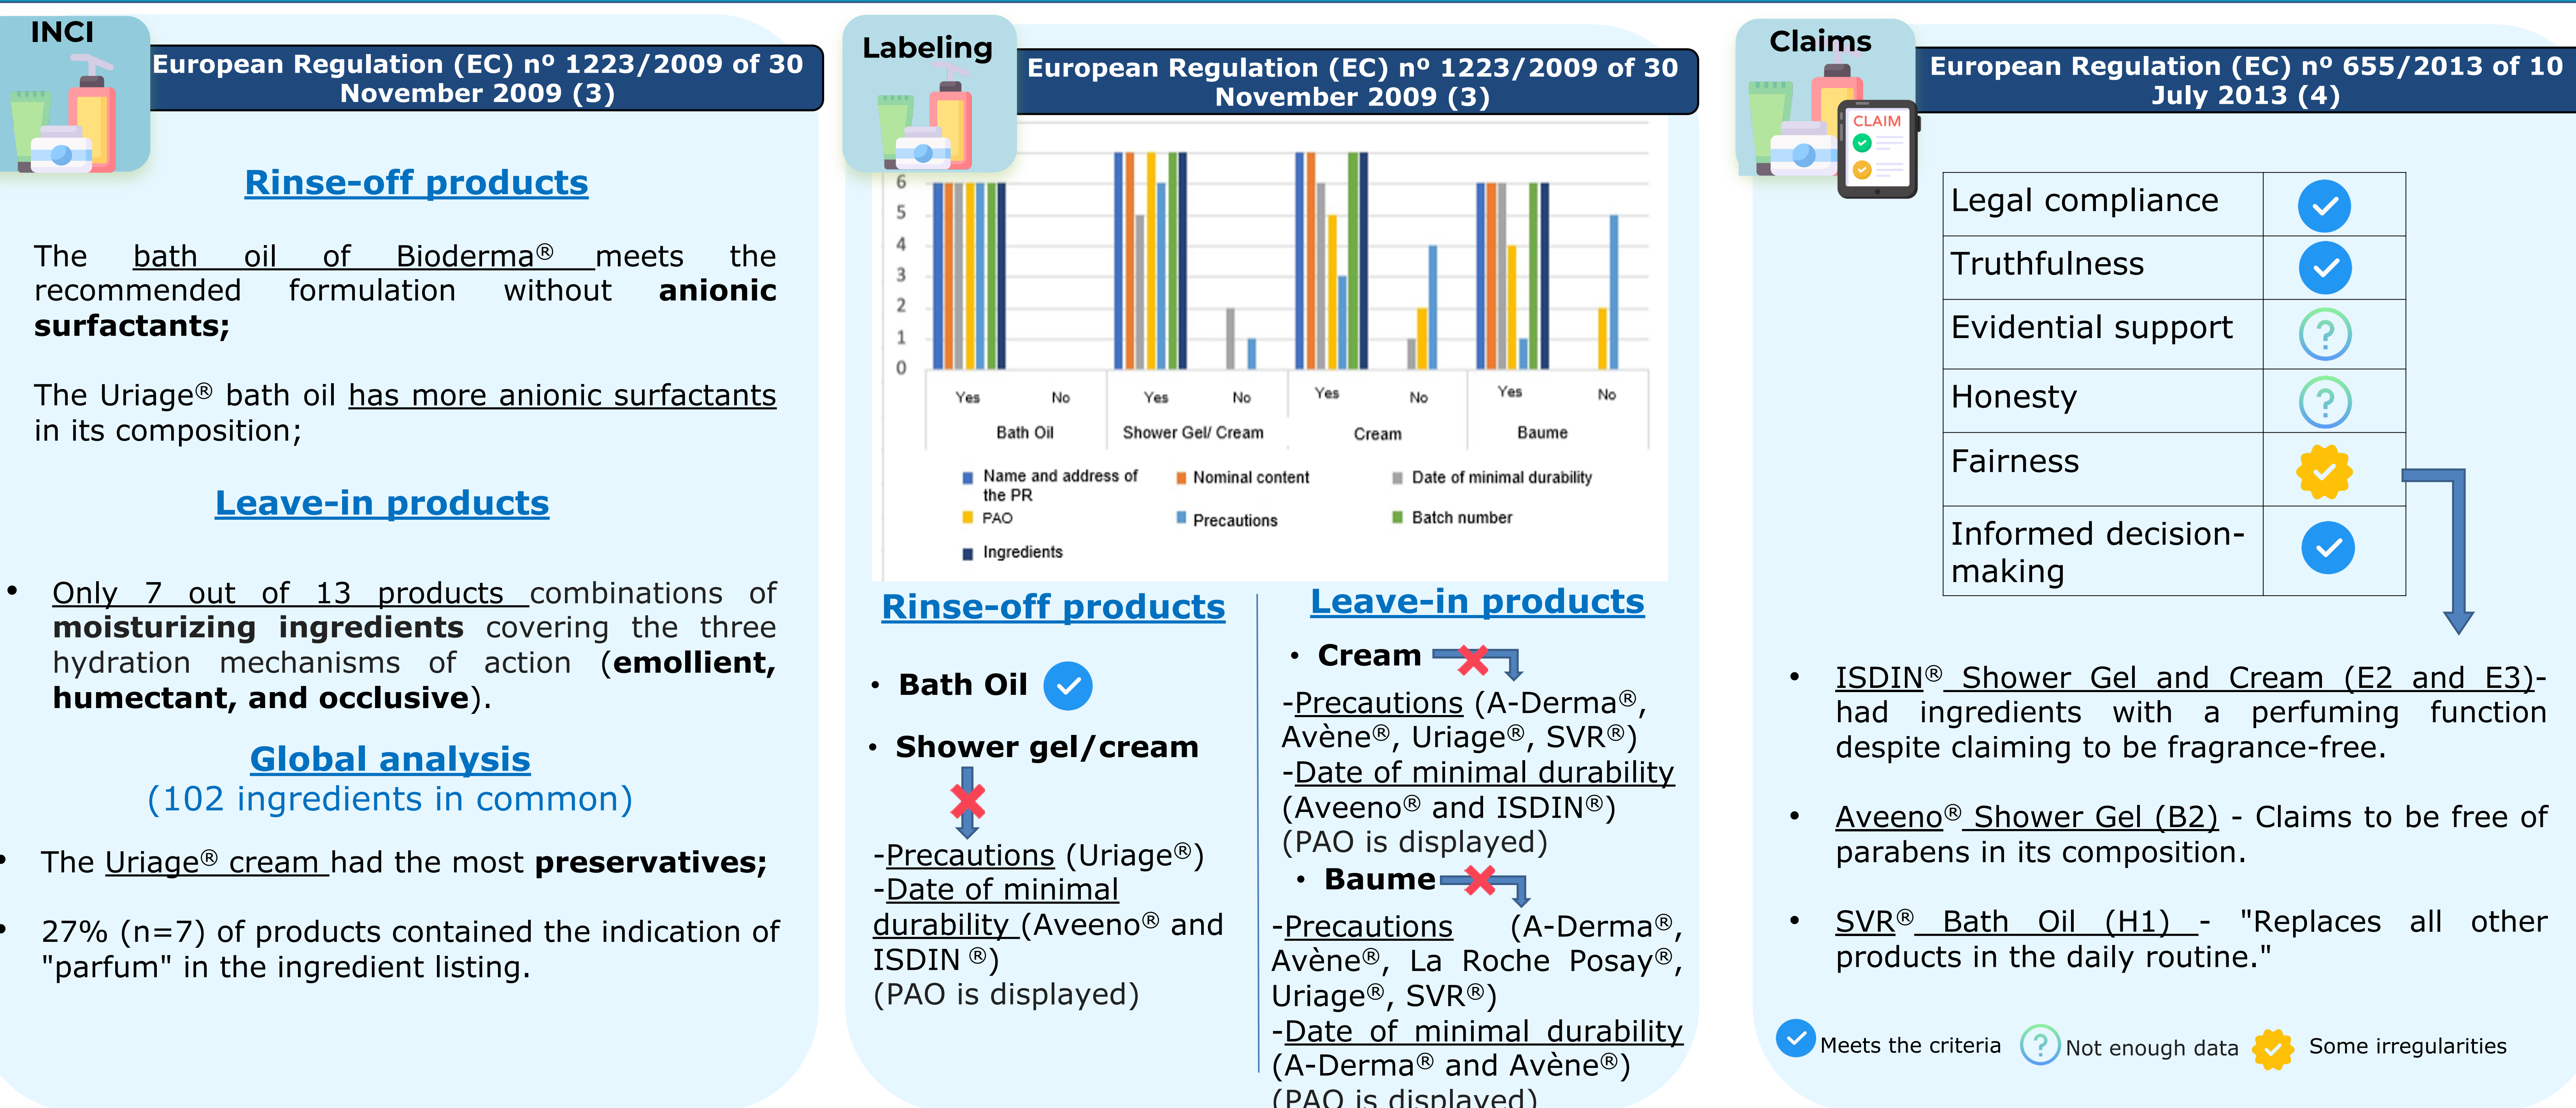 INCI
European Regulation (EC) nº 1223/2009 of 30
November 2009 (3)
Rinse-off products
The bath oil of Bioderma® meets the
recommended formulation without anionic
surfactants;
The Uriage® bath oil has more anionic surfactants
in its composition;
Leave-in products
• Only 7 out of 13 products combinations of
moisturizing ingredients covering the three
hydration mechanisms of action (emollient,
humectant, and occlusive).
Global analysis
(102 ingredients in common)
• The Uriage® cream had the most preservatives;
• 27% (n=7) of products contained the indication of
"parfum" in the ingredient listing.
Labeling
European Regulation (EC) nº 1223/2009 of 30
November 2009 (3)
6
5
4
3
2
1
0
Yes No Yes No Yes No Yes No
Bath Oil Shower Gel/ Cream Cream Baume
Name and address of
the PR
Nominal content
Date of minimal durability
PAO
Precautions
Batch number
Ingredients
Rinse-off products
• Bath Oil
• Shower gel/cream
-Precautions (Uriage®)
-Date of minimal
durability (Aveeno® and
ISDIN ®)
(PAO is displayed)
Leave-in products
• Cream
-Precautions (A-Derma®,
Avène®, Uriage®, SVR®)
-Date of minimal durability
(Aveeno® and ISDIN®)
(PAO is displayed)
• Baume
-Precautions (A-Derma®,
Avène®, La Roche Posay®,
Uriage®, SVR®)
-Date of minimal durability
(A-Derma® and Avène®)
(PAO is displayed)
Claims
CLAIM
European Regulation (EC) nº 655/2013 of 10
July 2013 (4)
Legal compliance
Truthfulness
Evidential support
?
Honesty
?
Fairness
Informed decision-
making
• ISDIN® Shower Gel and Cream (E2 and E3)-
had ingredients with a perfuming function
despite claiming to be fragrance-free.
• Aveeno® Shower Gel (B2) - Claims to be free of
parabens in its composition.
• SVR® Bath Oil (H1) - "Replaces all other
products in the daily routine."
Meets the criteria
? Not enough data
Some irregularities